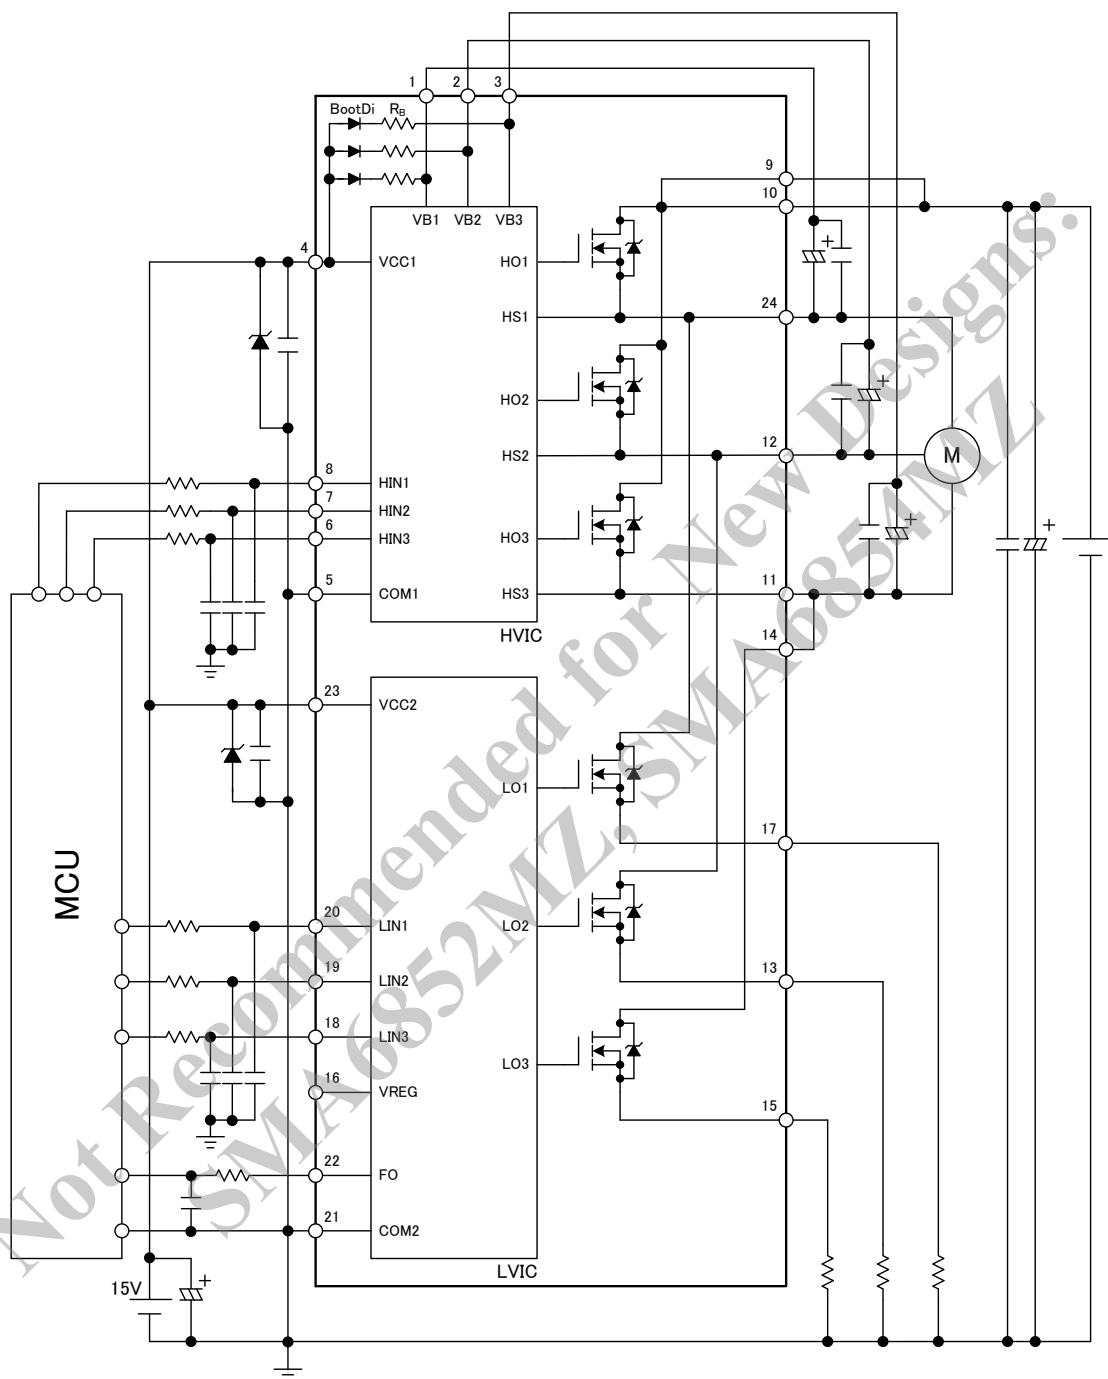 1 2 3
BootDi RB
9
10
VB1 VB2 VB3
4 VCC1 HO1
+
HS1 24
HO2
+
HS2 12 M
8 HIN1
7 HIN2
6 HIN3 HO3
+ +
5 COM1 HS3 11
HVIC 14
23 VCC2
LO1
17
MCU
20 LIN1 LO2
19 LIN2 13
18 LIN3
LO3
16 VREG
15
22 FO
21 COM2
LVIC
15V +
Not Recommended for New Designs:
SMA6852MZ, SMA6854MZ